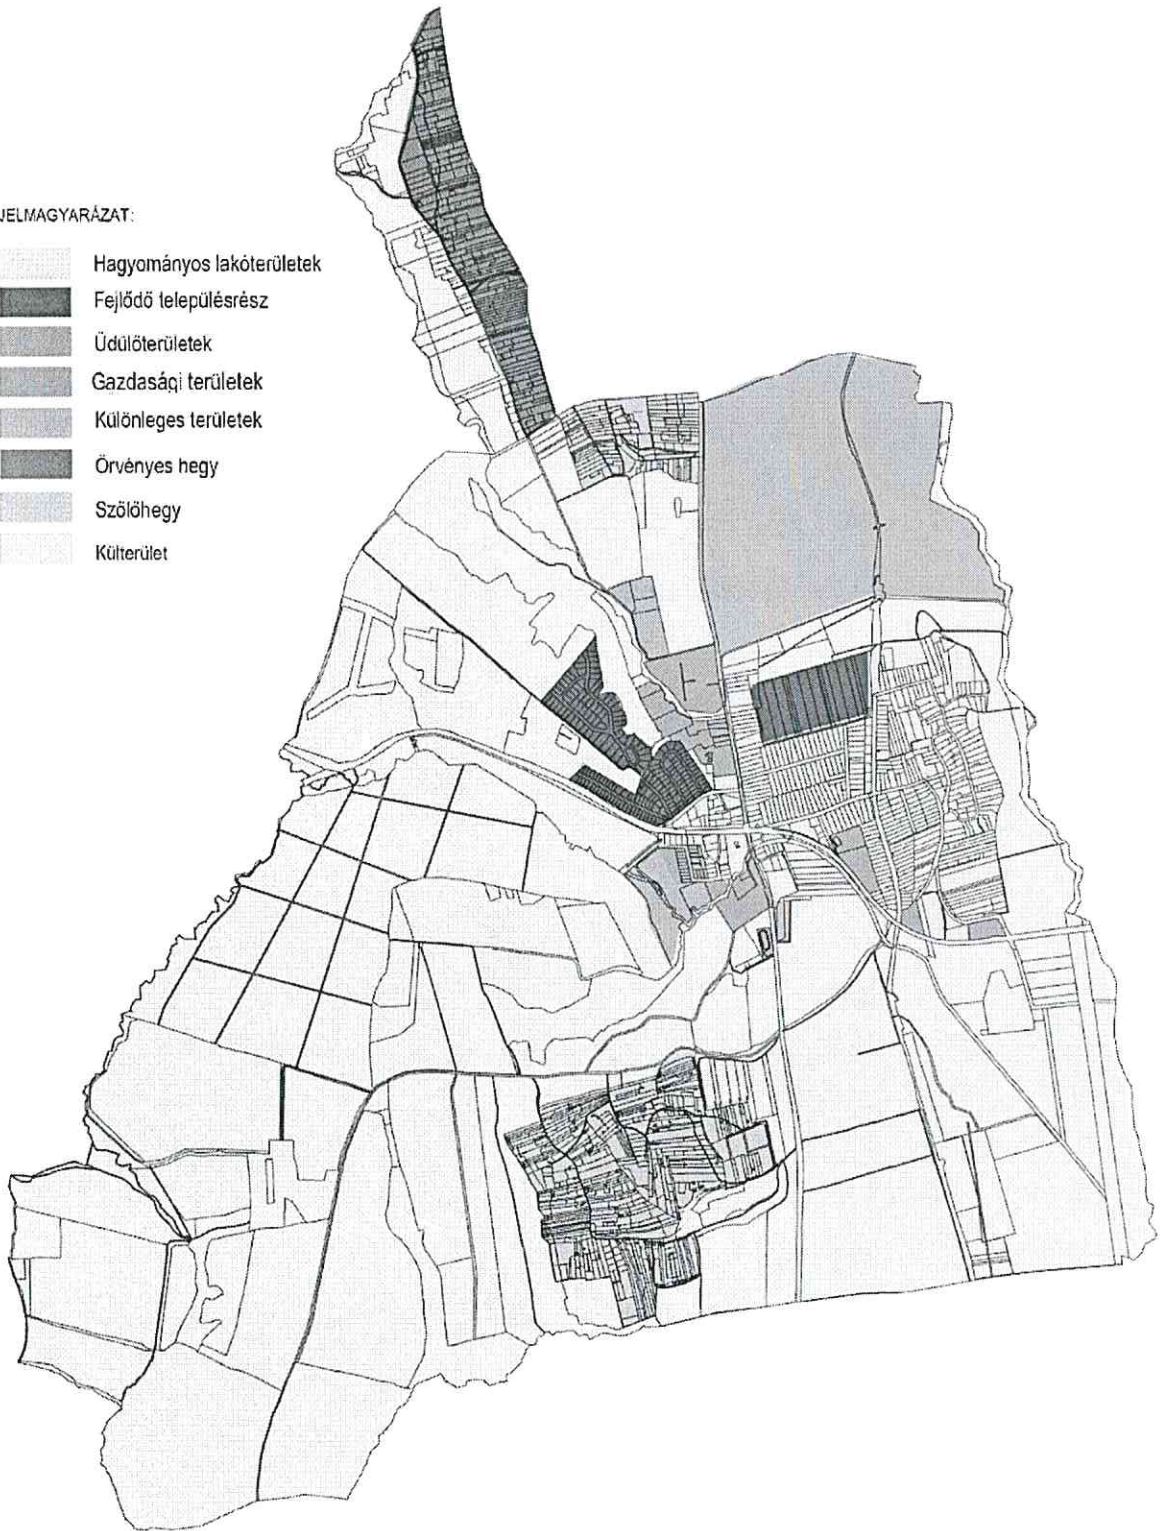 JELMAGYARÁZAT:
Hagyományos lakóterületek
Fejlődő településrész
Üdülőterületek
Gazdasági területek
Különleges területek
Örvényes hegy
Szőlőhegy
Külterület